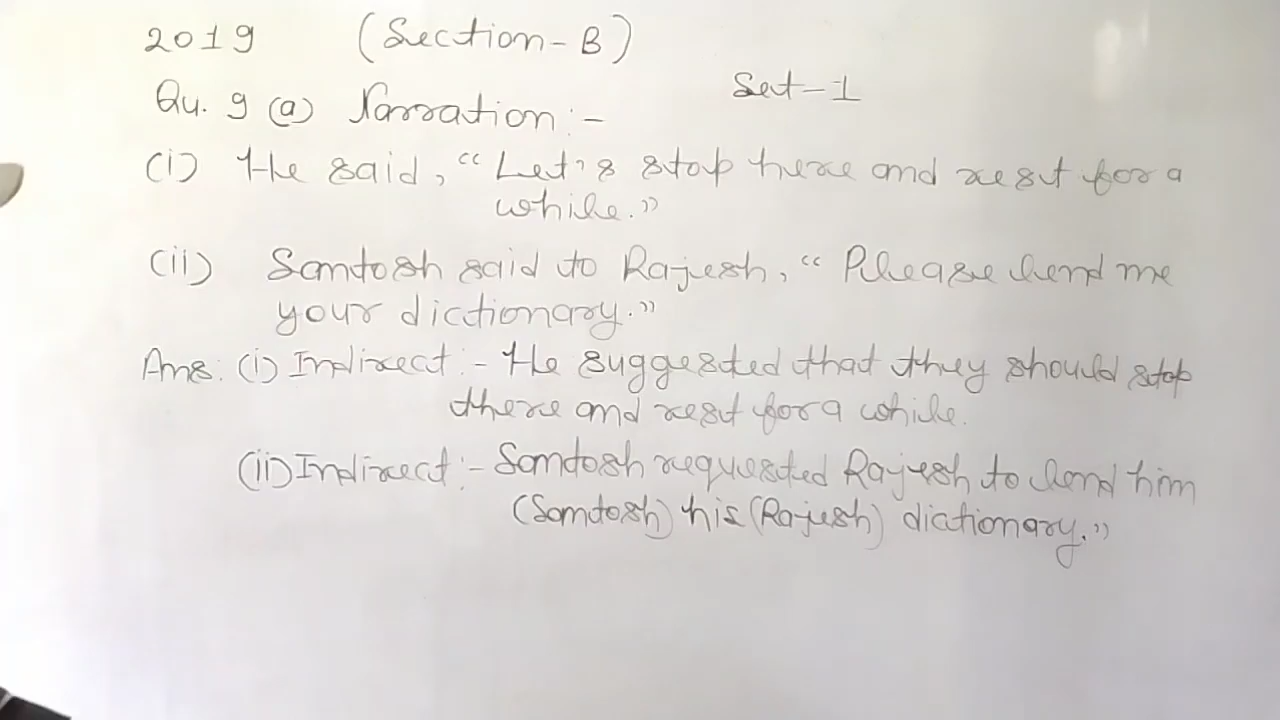 2019 (Section-B)
Set-1
Qu. 9 (a) Narration:-
(i) He said, "Let's stop here and rest for a
while."
(ii) Santosh said to Rajesh, "Please lend me
your dictionary."
Ans: (i) Indirect:- He suggested that they should stop
there and rest for a while.
(ii) Indirect:- Santosh requested Rajesh to lend him
(Santosh) his (Rajesh) dictionary."